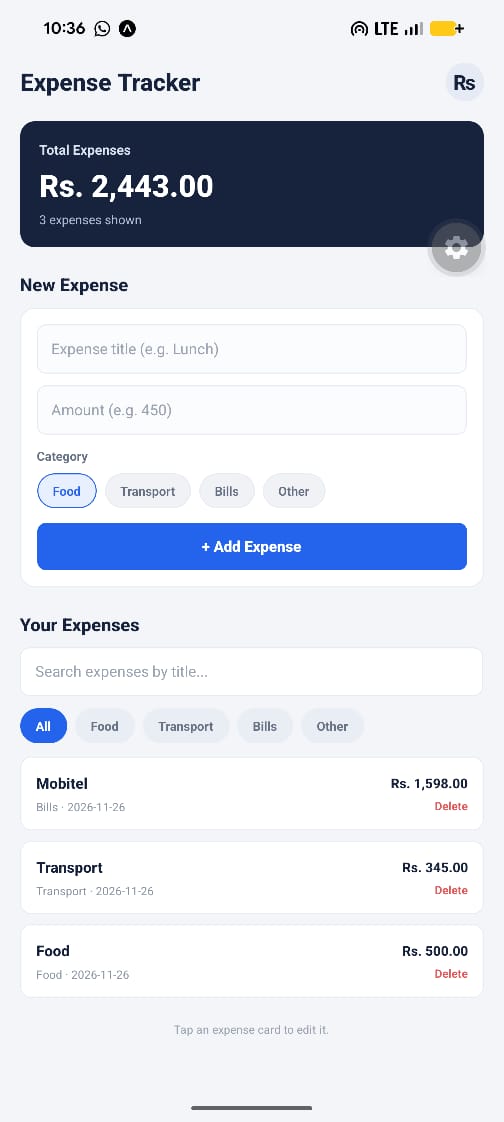 10:36 LTE
Expense Tracker Rs
Total Expenses
Rs. 2,443.00
3 expenses shown
New Expense
Expense title (e.g. Lunch)
Amount (e.g. 450)
Category
Food Transport Bills Other
+ Add Expense
Your Expenses
Search expenses by title...
All Food Transport Bills Other
Mobitel Rs. 1,598.00
Bills · 2026-11-26 Delete
Transport Rs. 345.00
Transport · 2026-11-26 Delete
Food Rs. 500.00
Food · 2026-11-26 Delete
Tap an expense card to edit it.